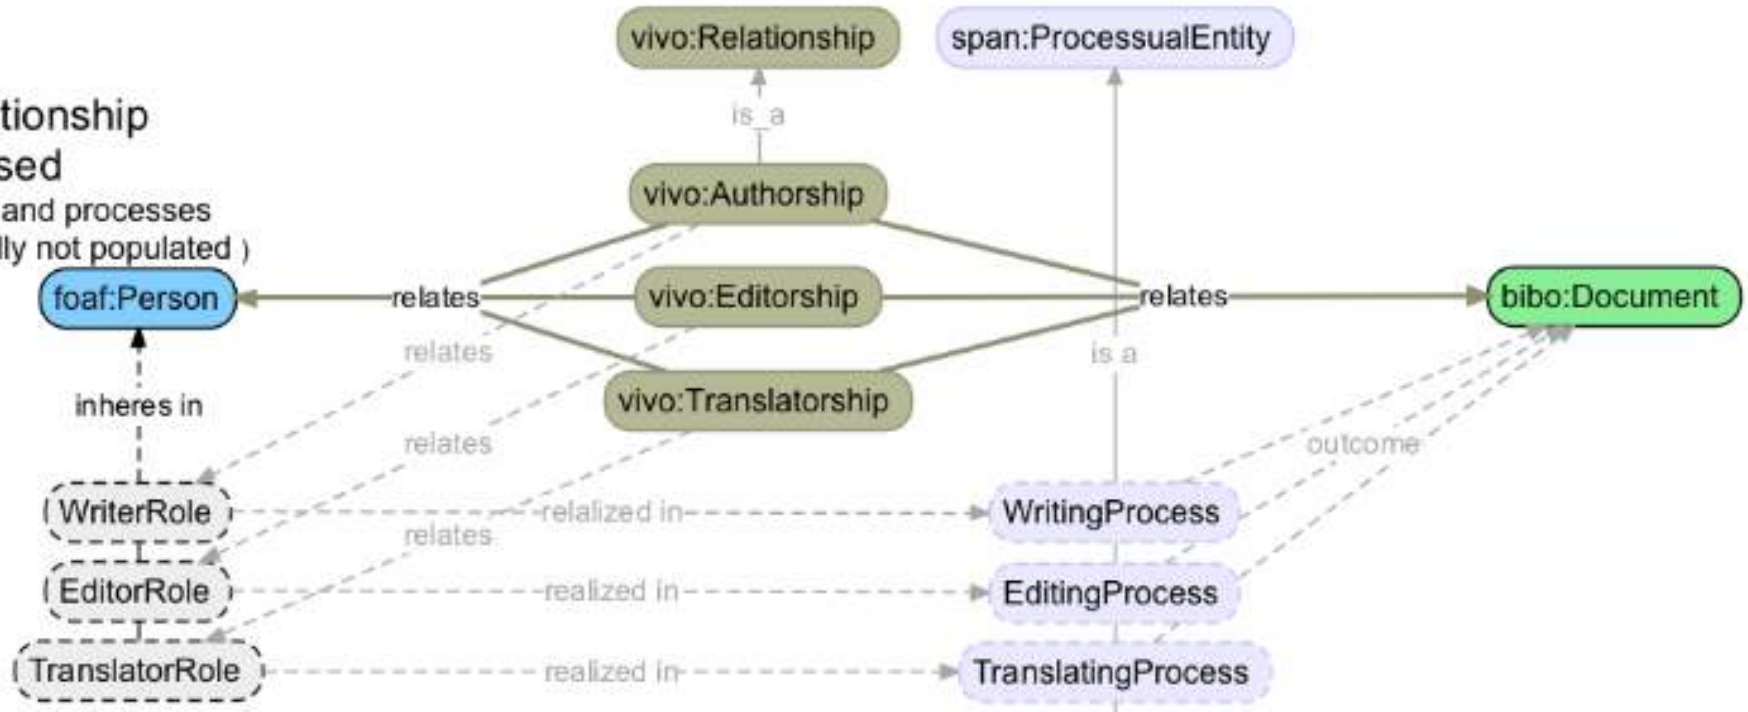 vivo:Relationship
span:ProcessualEntity
tionship
sed
and processes
lly not populated )
is_a
vivo:Authorship
foaf:Person
relates
vivo:Editorship
relates
bibo:Document
relates
is a
inheres in
vivo:Translatorship
relates
outcome
WriterRole
relalized in
WritingProcess
relates
EditorRole
realized in
EditingProcess
TranslatorRole
realized in
TranslatingProcess